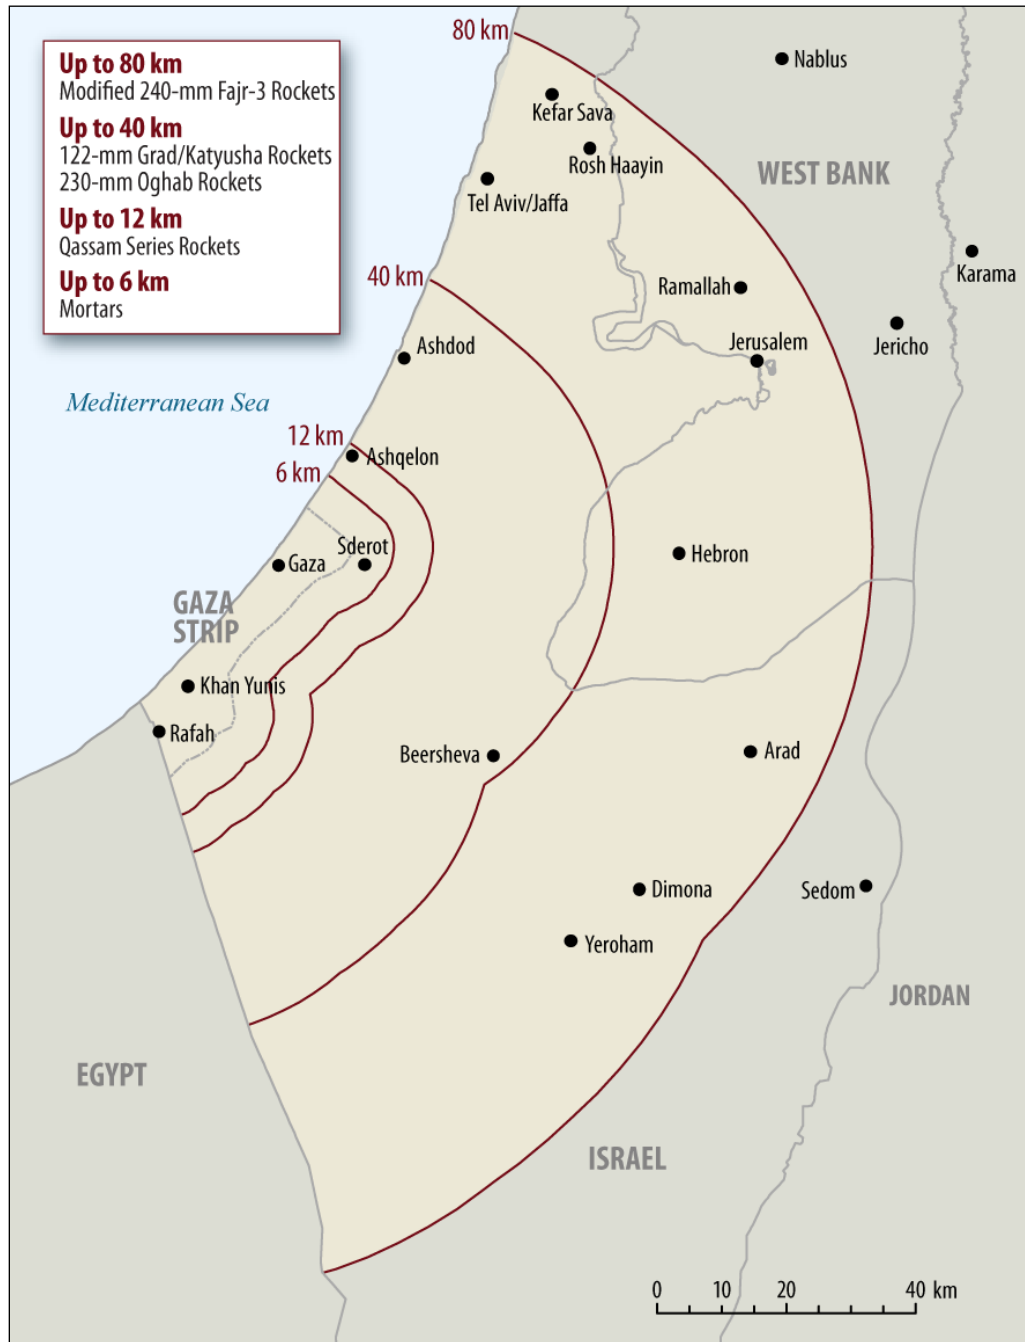 Up to 80 km
Modified 240-mm Fajr-3 Rockets
Up to 40 km
122-mm Grad/Katyusha Rockets
230-mm Oghab Rockets
Up to 12 km
Qassam Series Rockets
Up to 6 km
Mortars
80 km
Nablus
Kefar Sava
Rosh Haayin
WEST BANK
Tel Aviv/Jaffa
Karama
40 km
Ramallah
Jericho
Ashdod
Jerusalem
Mediterranean Sea
12 km
Ashqelon
6 km
Sderot
Hebron
Gaza
GAZA
STRIP
Khan Yunis
Rafah
Beersheva
Arad
Dimona
Sedom
Yeroham
JORDAN
EGYPT
ISRAEL
0 10 20 40 km